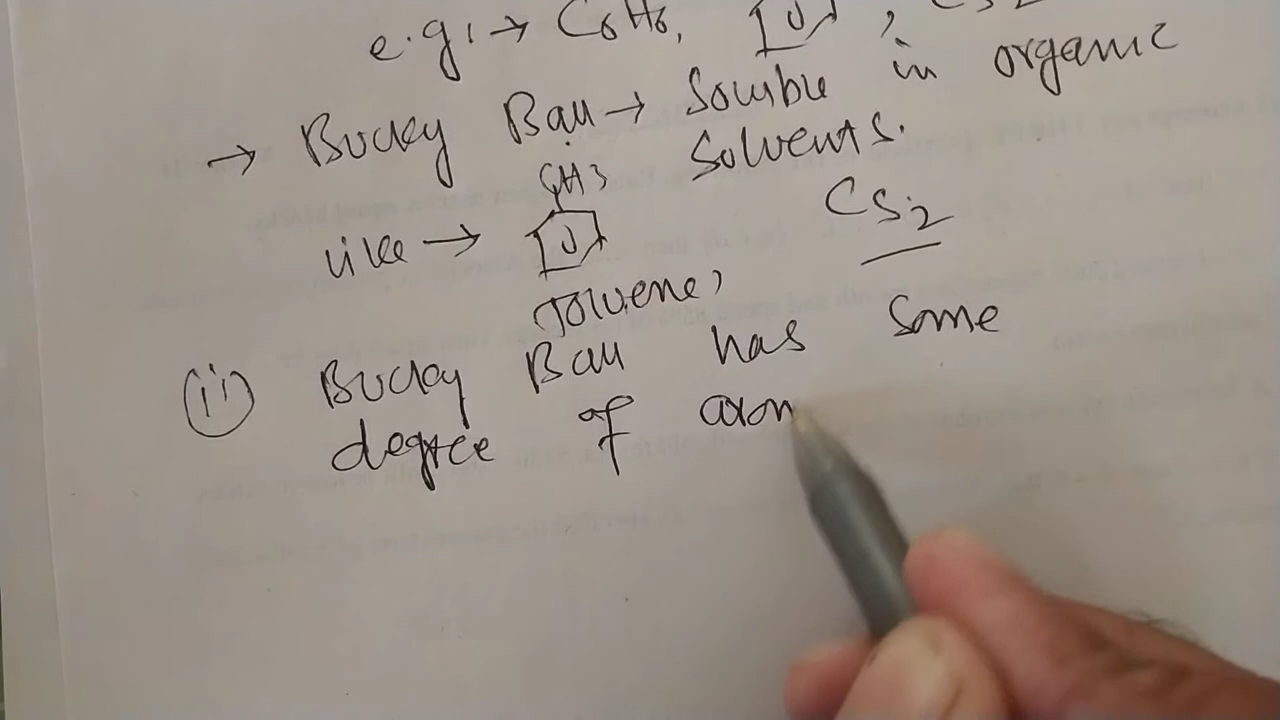 e.g. → C6H6, , CS2
→ Bucky Ball → Soluble in organic
solvents.
CH3
like → CS2
Toluene,
(ii) Bucky Ball has some
degree of arom